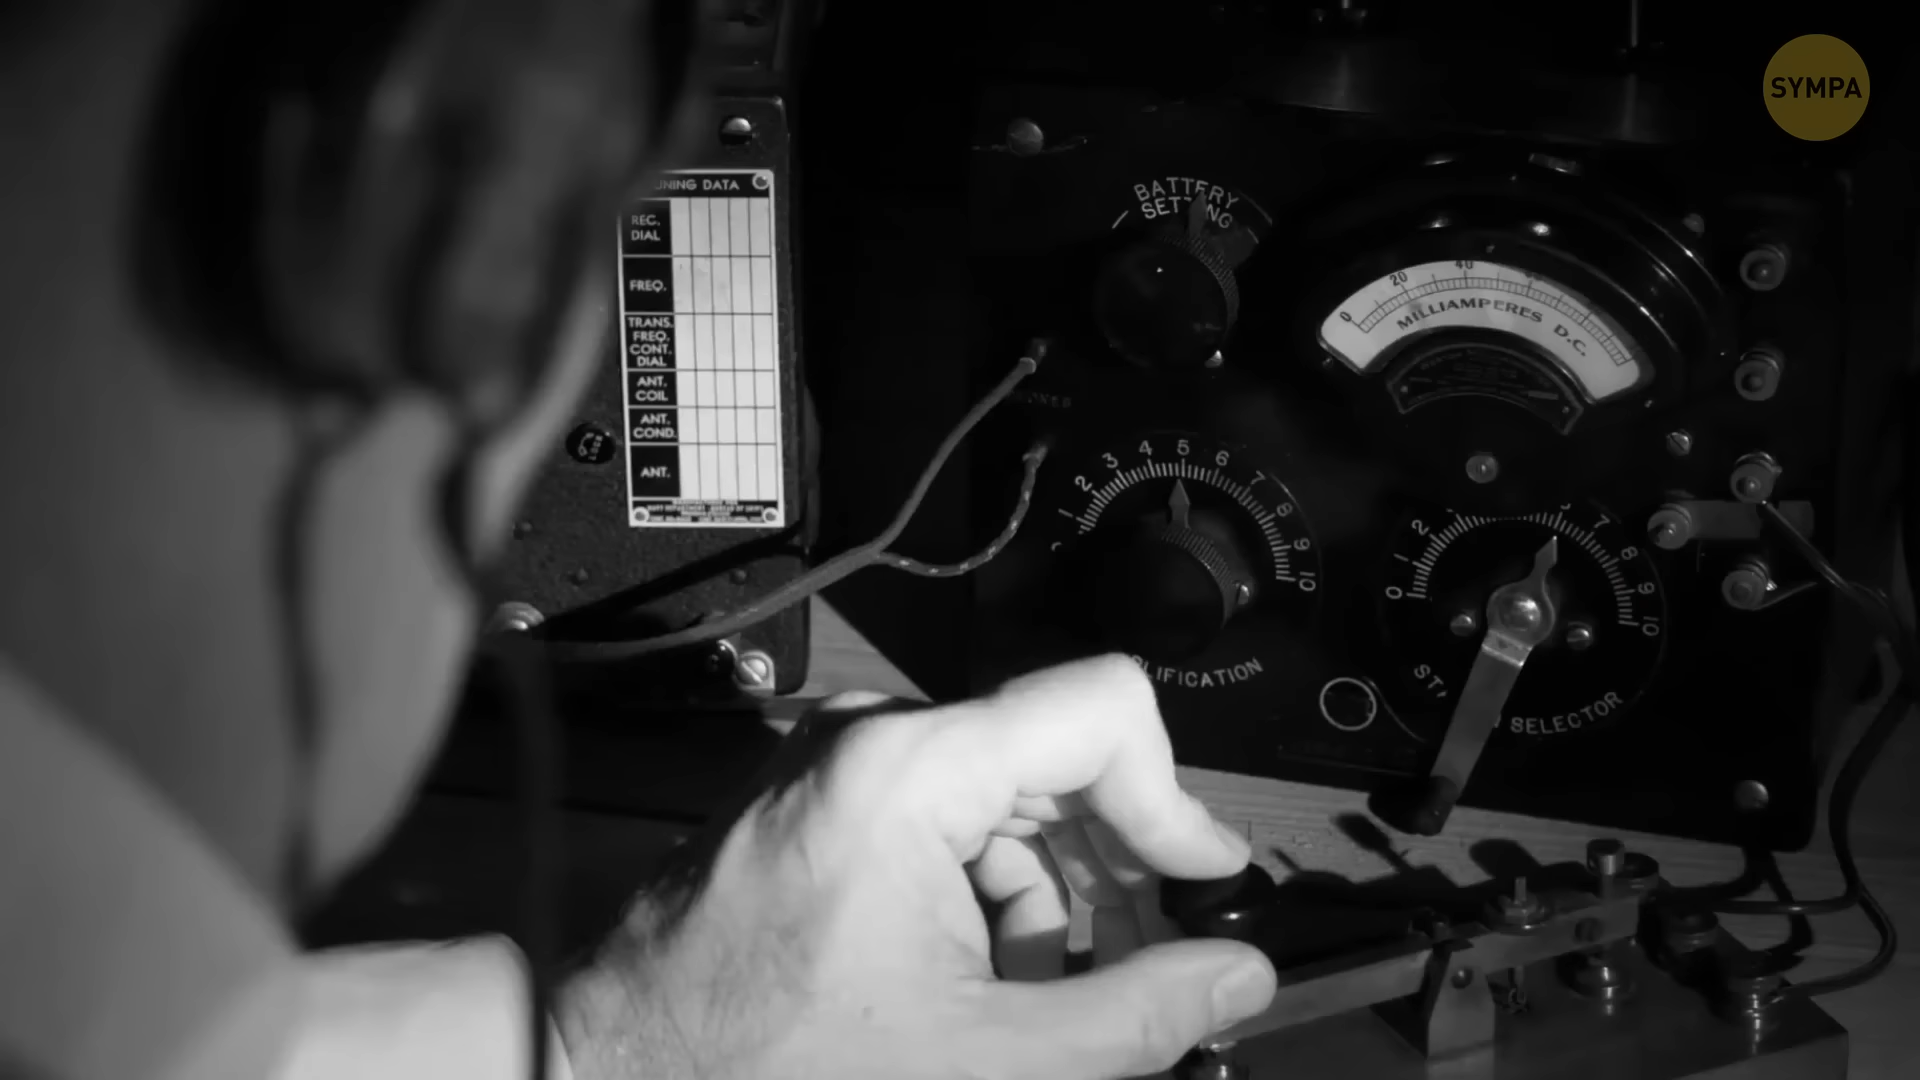 SYMPA
UNING DATA
REC.
DIAL
FREQ.
TRANS.
FREQ.
CONT.
DIAL
ANT.
COIL
ANT.
COND.
ANT.
BATTERY
SETTING
0 20 40
MILLIAMPERES D.C.
1 2 3 4 5 6 7 8 9 10
LIFICATION
0 1 2 7 8 9 10
SELECTOR